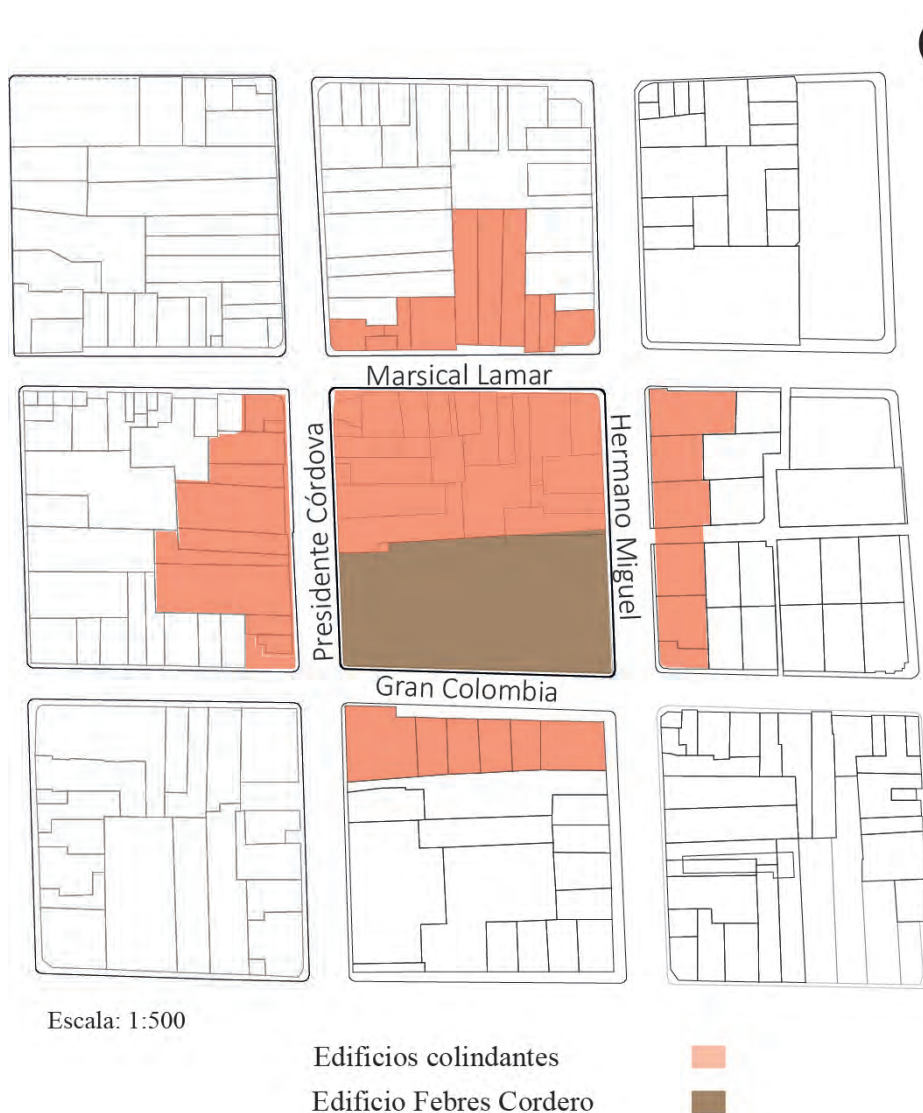 Marsical Lamar
Presidente Córdova
Hermano Miguel
Gran Colombia
Escala: 1:500
Edificios colindantes
Edificio Febres Cordero